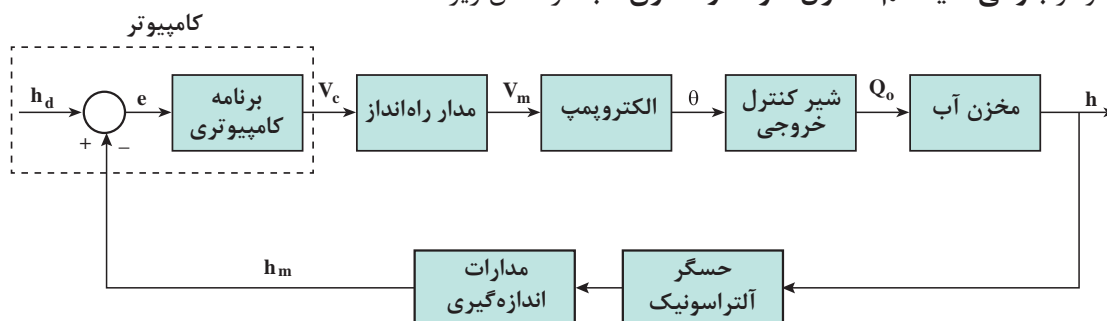 کامپیوتر
h_d
+
−
e
برنامه
کامپیوتری
V_c
مدار راه‌انداز
V_m
الکتروپمپ
θ
شیر کنترل
خروجی
Q_o
مخزن آب
h
حسگر
آلتراسونیک
مدارات
اندازه‌گیری
h_m